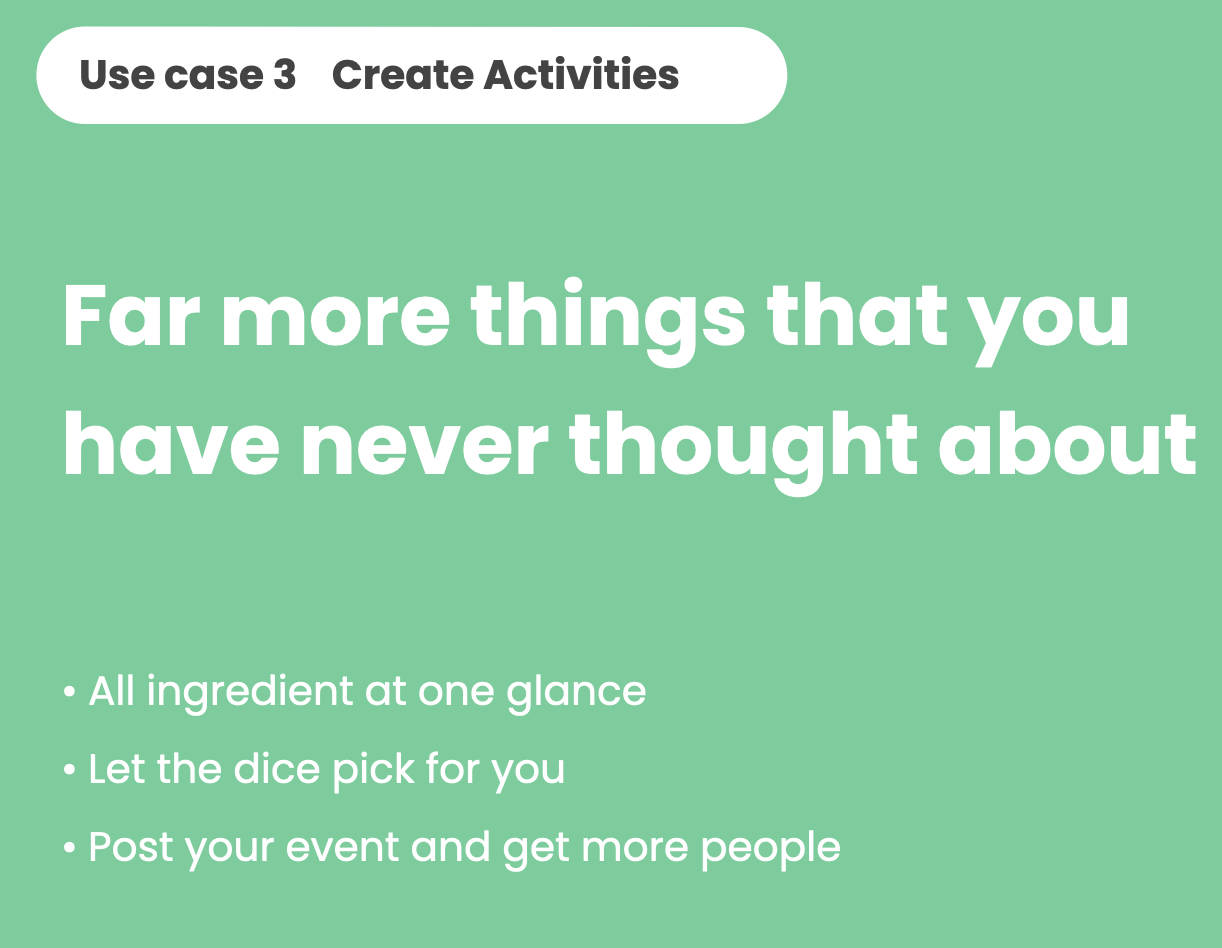 Use case 3 Create Activities
Far more things that you
have never thought about
• All ingredient at one glance
• Let the dice pick for you
• Post your event and get more people